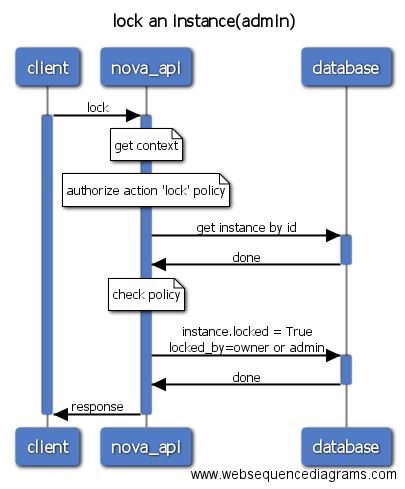 lock an instance(admin)
client
nova_api
database
lock
get context
authorize action 'lock' policy
get instance by id
done
check policy
instance.locked = True
locked_by=owner or admin
done
response
client
nova_api
database
www.websequencediagrams.com